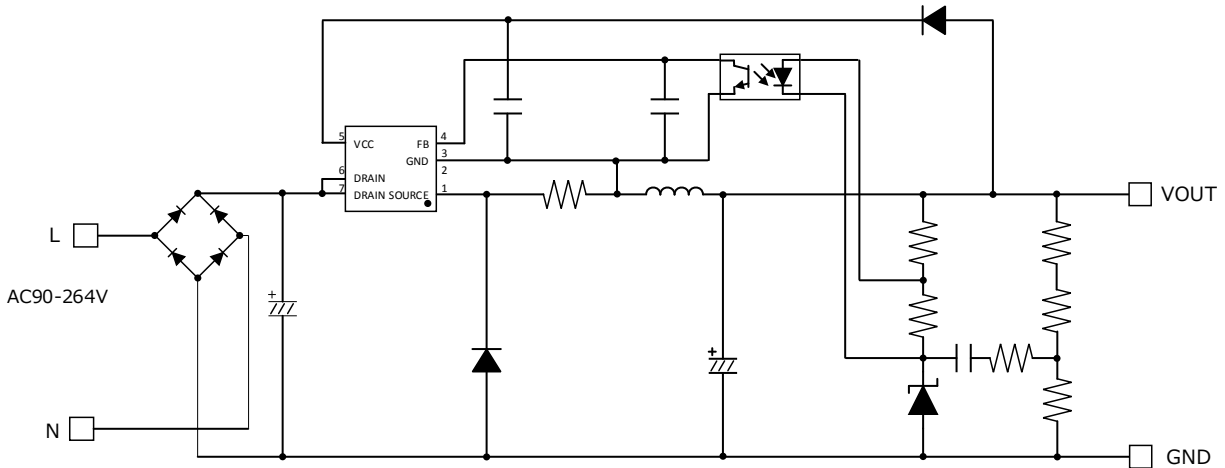 5 VCC FB 4
GND 3
6 DRAIN 2
7 DRAIN SOURCE 1
VOUT
L
AC90-264V
+
+
N
GND